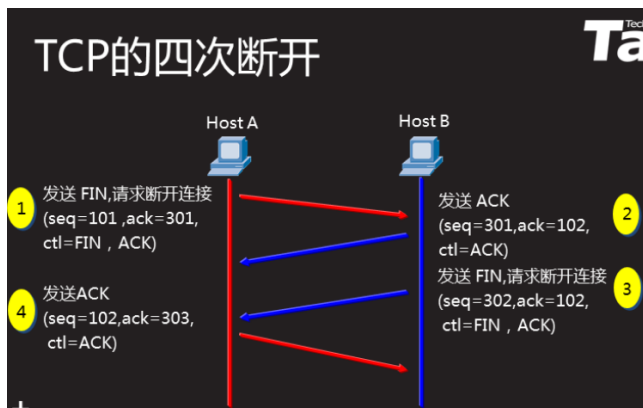 TCP的四次断开
Tech
Ta
Host A
Host B
1
发送 FIN,请求断开连接
(seq=101 ,ack=301,
ctl=FIN , ACK)
2
发送 ACK
(seq=301,ack=102,
ctl=ACK)
3
发送 FIN,请求断开连接
(seq=302,ack=102,
ctl=FIN , ACK)
4
发送ACK
(seq=102,ack=303,
ctl=ACK)